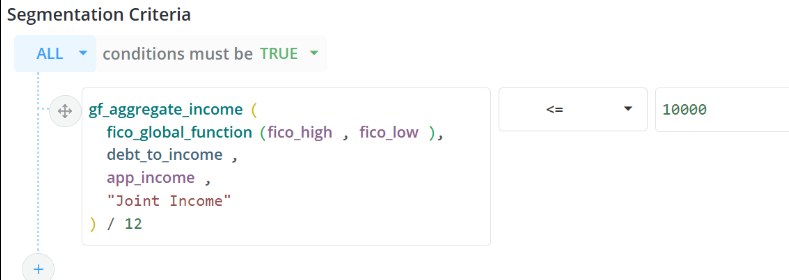 Segmentation Criteria
ALL conditions must be TRUE
gf_aggregate_income ( <= 10000
fico_global_function (fico_high , fico_low ),
debt_to_income ,
app_income ,
"Joint Income"
) / 12
+